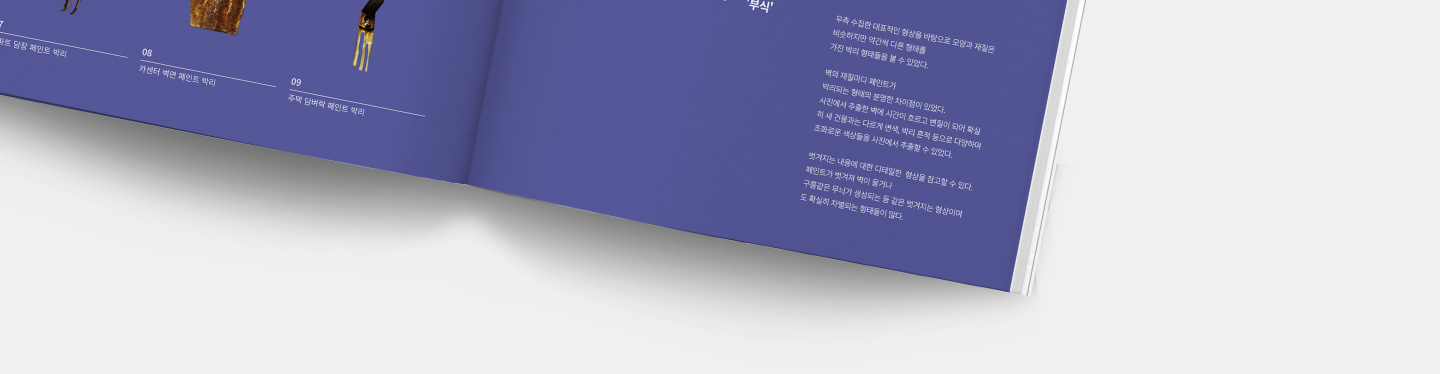 7
파트 담장 페인트 박리
08
카센터 벽면 페인트 박리
09
주택 담벼락 페인트 박리
'부식'
우측 수집한 대표적인 형상을 바탕으로 모양과 재질은
비슷하지만 약간씩 다른 형태를
가진 박리 형태들을 볼 수 있었다.
벽의 재질마다 페인트가
박리되는 형태의 분명한 차이점이 있었다.
사진에서 추출한 벽에 시간이 흐르고 변질이 되어 확실
히 새 건물과는 다르게 변색, 박리 흔적 등으로 다양하며
조화로운 색상들을 사진에서 추출할 수 있었다.
벗겨지는 내용에 대한 디테일한 형상을 참고할 수 있다.
페인트가 벗겨져 벽이 울거나
구름같은 무늬가 생성되는 등 같은 벗겨지는 형상이여
도 확실히 차별되는 형태들이 많다.